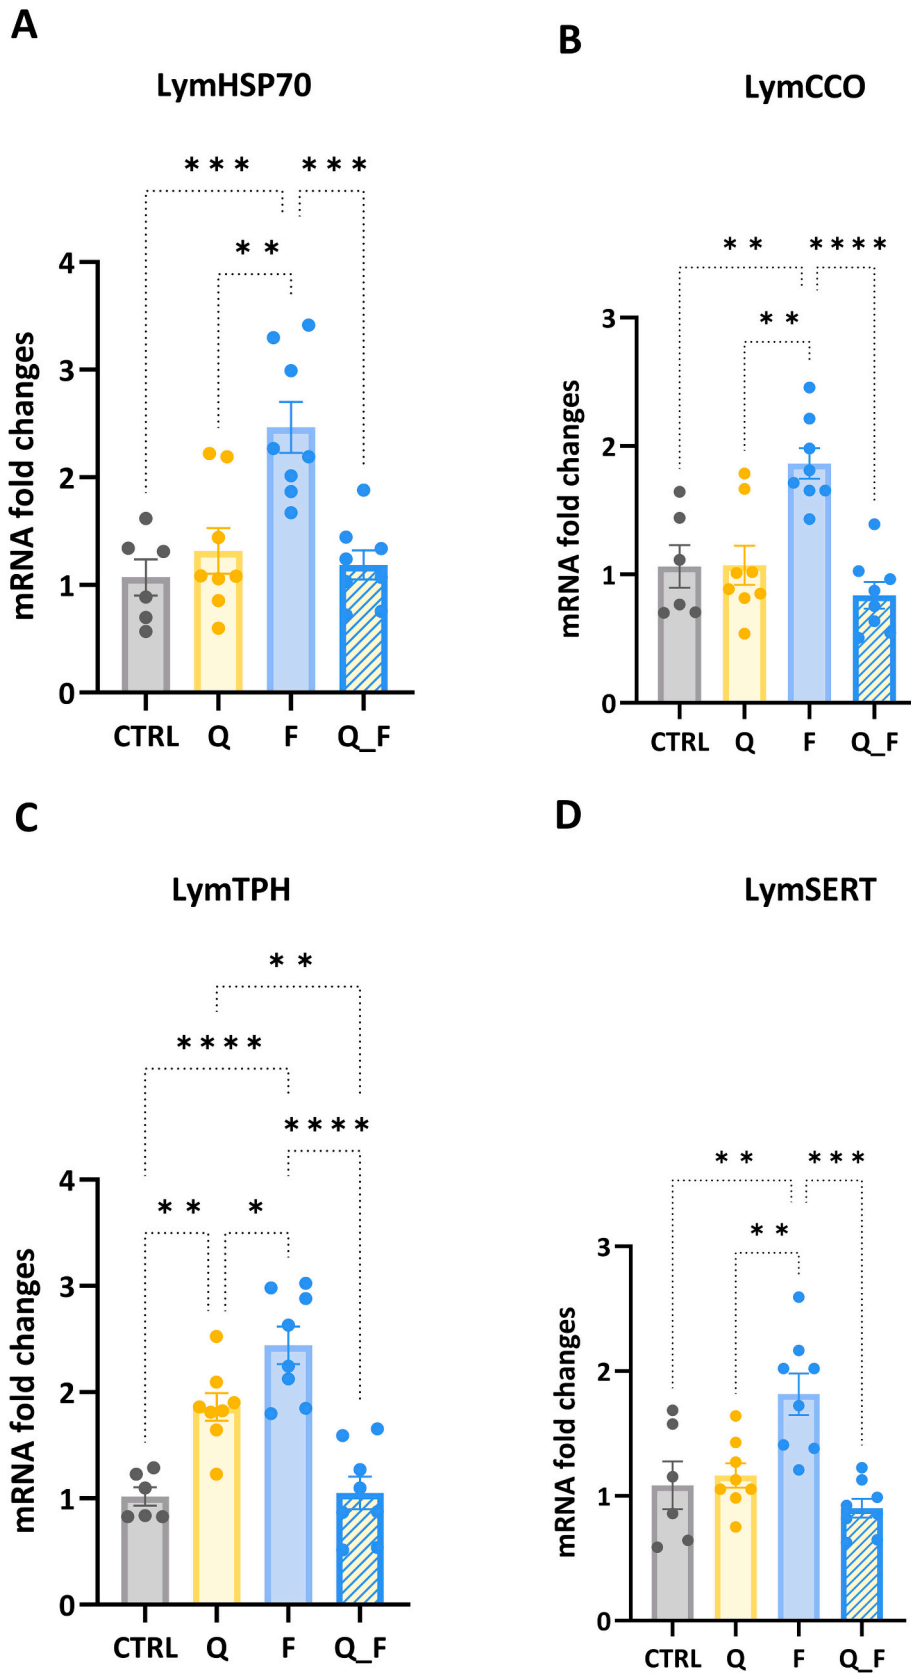 A
LymHSP70
*** ***
**
4
3
2
1
0
mRNA fold changes
CTRL Q F Q_F
B
LymCCO
** ****
**
3
2
1
0
mRNA fold changes
CTRL Q F Q_F
C
LymTPH
**
****
****
** *
4
3
2
1
0
mRNA fold changes
CTRL Q F Q_F
D
LymSERT
** ***
**
3
2
1
0
mRNA fold changes
CTRL Q F Q_F